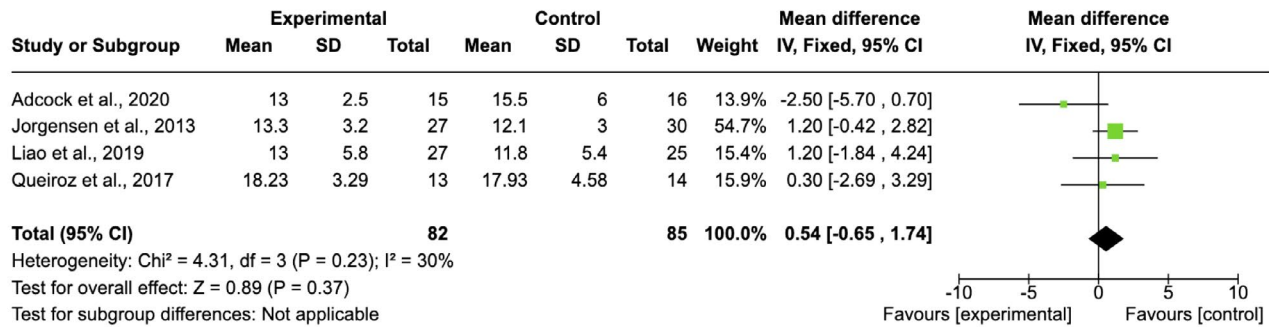 Experimental Control Mean difference Mean difference
Study or Subgroup Mean SD Total Mean SD Total Weight IV, Fixed, 95% CI IV, Fixed, 95% CI
Adcock et al., 2020 13 2.5 15 15.5 6 16 13.9% -2.50 [-5.70 , 0.70]
Jorgensen et al., 2013 13.3 3.2 27 12.1 3 30 54.7% 1.20 [-0.42 , 2.82]
Liao et al., 2019 13 5.8 27 11.8 5.4 25 15.4% 1.20 [-1.84 , 4.24]
Queiroz et al., 2017 18.23 3.29 13 17.93 4.58 14 15.9% 0.30 [-2.69 , 3.29]
Total (95% CI) 82 85 100.0% 0.54 [-0.65 , 1.74]
Heterogeneity: Chi² = 4.31, df = 3 (P = 0.23); I² = 30%
Test for overall effect: Z = 0.89 (P = 0.37)
Test for subgroup differences: Not applicable
-10 -5 0 5 10
Favours [experimental] Favours [control]